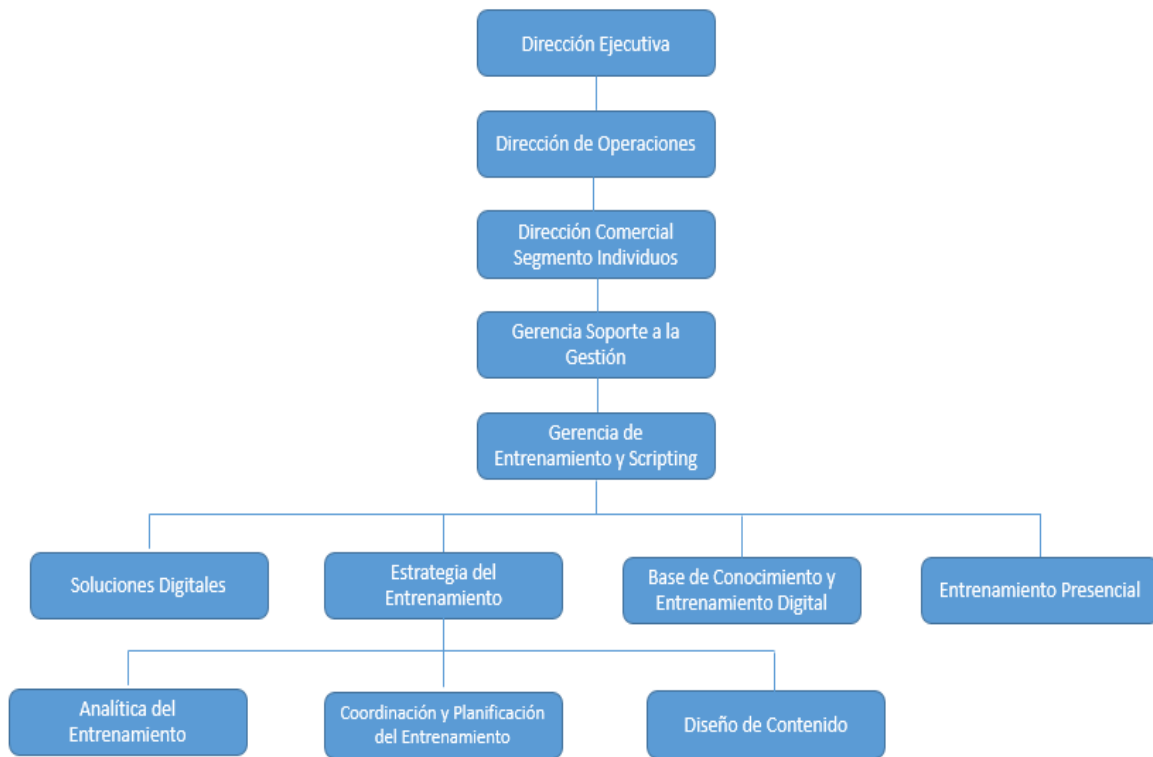 Dirección Ejecutiva
Dirección de Operaciones
Dirección Comercial
Segmento Individuos
Gerencia Soporte a la
Gestión
Gerencia de
Entrenamiento y Scripting
Soluciones Digitales
Estrategia del
Entrenamiento
Base de Conocimiento y
Entrenamiento Digital
Entrenamiento Presencial
Analítica del
Entrenamiento
Coordinación y Planificación
del Entrenamiento
Diseño de Contenido